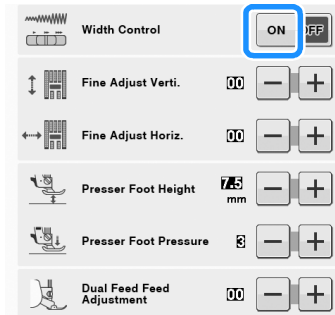 Width Control ON OFF
Fine Adjust Verti. 00 − +
Fine Adjust Horiz. 00 − +
Presser Foot Height 7.5 mm − +
Presser Foot Pressure 3 − +
Dual Feed Feed
Adjustment 00 − +